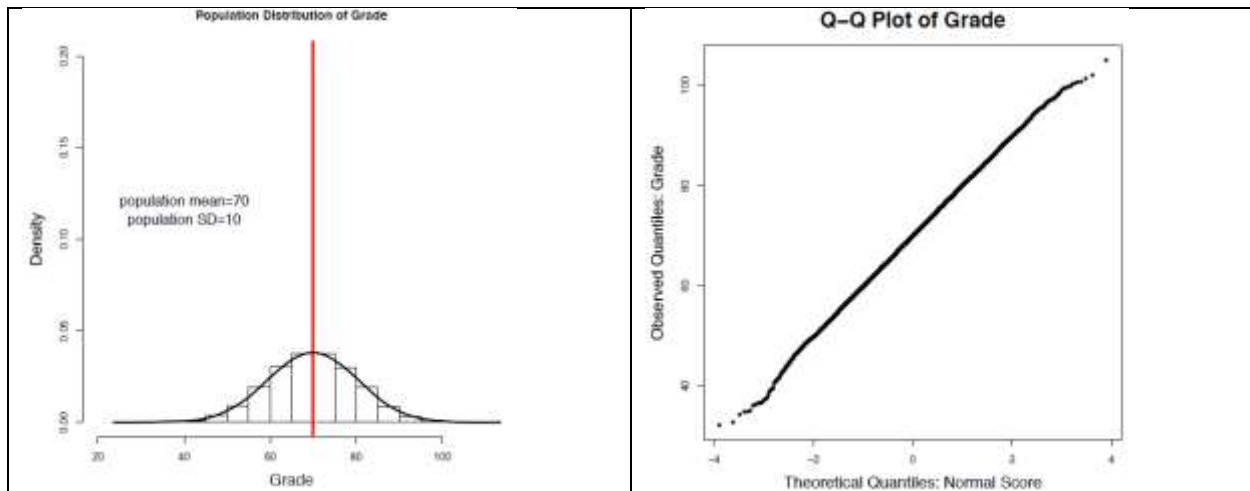 Population Distribution of Grade
0.20
0.15
0.10
0.05
0.00
Density
population mean=70
population SD=10
20 40 60 80 100
Grade
Q–Q Plot of Grade
100
80
60
40
Observed Quantiles: Grade
−4 −2 0 2 4
Theoretical Quantiles: Normal Score